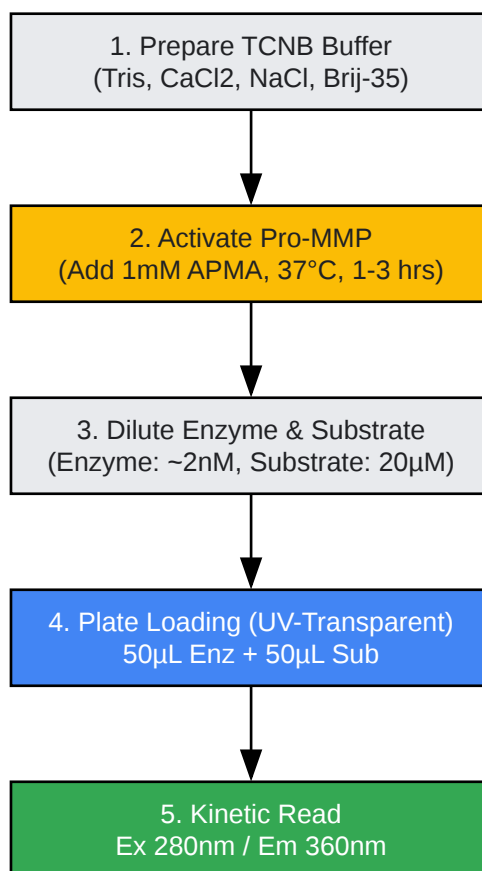 1. Prepare TCNB Buffer
(Tris, CaCl2, NaCl, Brij-35)
2. Activate Pro-MMP
(Add 1mM APMA, 37°C, 1-3 hrs)
3. Dilute Enzyme & Substrate
(Enzyme: ~2nM, Substrate: 20µM)
4. Plate Loading (UV-Transparent)
50µL Enz + 50µL Sub
5. Kinetic Read
Ex 280nm / Em 360nm